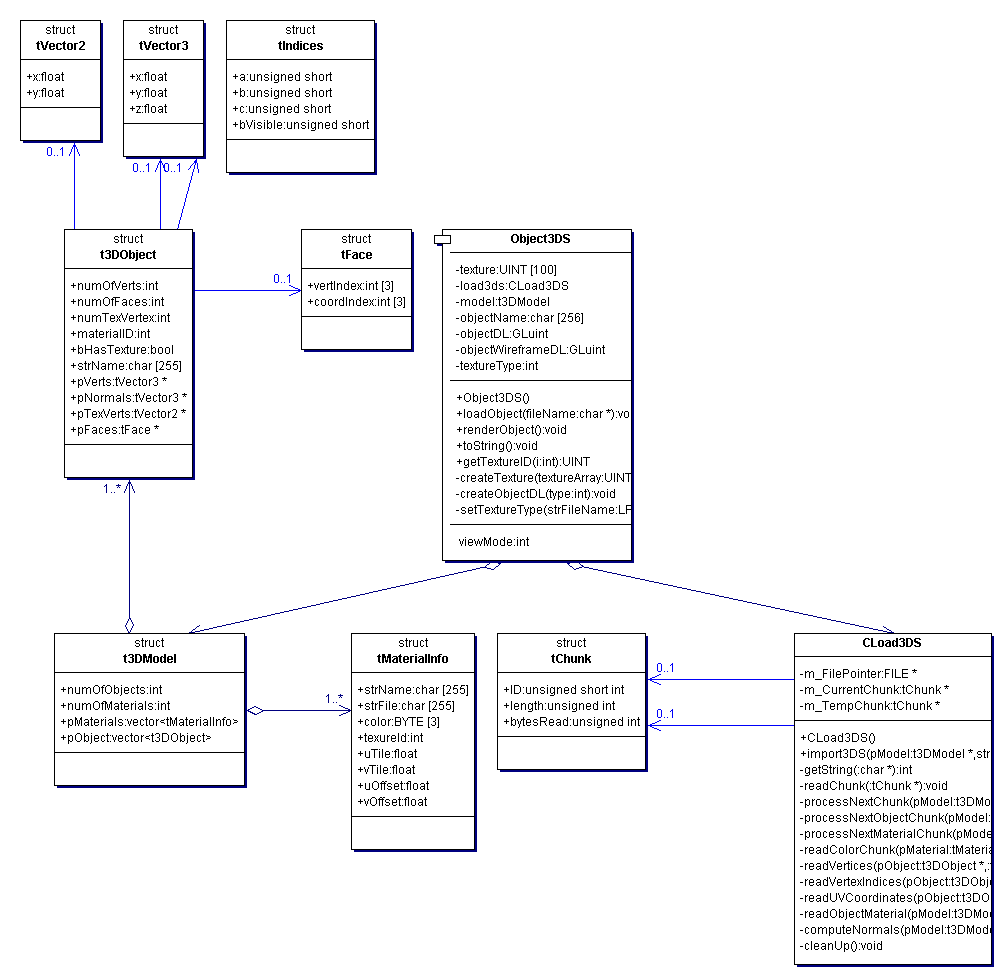 struct
tVector2
+x:float
+y:float
struct
tVector3
+x:float
+y:float
+z:float
struct
tIndices
+a:unsigned short
+b:unsigned short
+c:unsigned short
+bVisible:unsigned short
0..1
0..1
0..1
struct
t3DObject
+numOfVerts:int
+numOfFaces:int
+numTexVertex:int
+materialID:int
+bHasTexture:bool
+strName:char [255]
+pVerts:tVector3 *
+pNormals:tVector3 *
+pTexVerts:tVector2 *
+pFaces:tFace *
0..1
struct
tFace
+vertIndex:int [3]
+coordIndex:int [3]
Object3DS
-texture:UINT [100]
-load3ds:CLoad3DS
-model:t3DModel
-objectName:char [256]
-objectDL:GLuint
-objectWireframeDL:GLuint
-textureType:int
+Object3DS()
+loadObject(fileName:char *):vo
+renderObject():void
+toString():void
+getTextureID(i:int):UINT
-createTexture(textureArray:UINT
-createObjectDL(type:int):void
-setTextureType(strFileName:LP
viewMode:int
1..*
struct
t3DModel
+numOfObjects:int
+numOfMaterials:int
+pMaterials:vector<tMaterialInfo>
+pObject:vector<t3DObject>
1..*
struct
tMaterialInfo
+strName:char [255]
+strFile:char [255]
+color:BYTE [3]
+texureId:int
+uTile:float
+vTile:float
+uOffset:float
+vOffset:float
struct
tChunk
+ID:unsigned short int
+length:unsigned int
+bytesRead:unsigned int
0..1
0..1
CLoad3DS
-m_FilePointer:FILE *
-m_CurrentChunk:tChunk *
-m_TempChunk:tChunk *
+CLoad3DS()
+import3DS(pModel:t3DModel *,str
-getString(:char *):int
-readChunk(:tChunk *):void
-processNextChunk(pModel:t3DMo
-processNextObjectChunk(pModel:
-processNextMaterialChunk(pMode
-readColorChunk(pMaterial:tMateria
-readVertices(pObject:t3DObject *,:
-readVertexIndices(pObject:t3DObje
-readUVCoordinates(pObject:t3DO
-readObjectMaterial(pModel:t3DMo
-computeNormals(pModel:t3DMode
-cleanUp():void